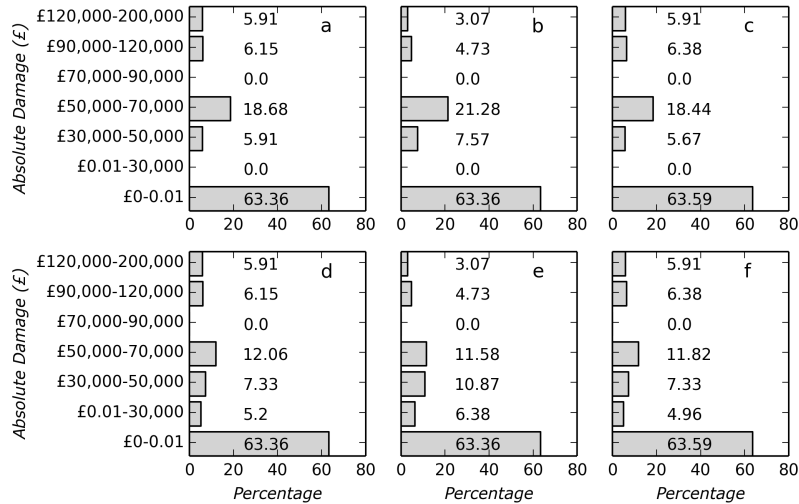 £120,000-200,000 5.91 a 3.07 b 5.91 c
£90,000-120,000 6.15 4.73 6.38
£70,000-90,000 0.0 0.0 0.0
£50,000-70,000 18.68 21.28 18.44
£30,000-50,000 5.91 7.57 5.67
£0.01-30,000 0.0 0.0 0.0
£0-0.01 63.36 63.36 63.59
Absolute Damage (£)
0 20 40 60 80 0 20 40 60 80 0 20 40 60 80
£120,000-200,000 5.91 d 3.07 e 5.91 f
£90,000-120,000 6.15 4.73 6.38
£70,000-90,000 0.0 0.0 0.0
£50,000-70,000 12.06 11.58 11.82
£30,000-50,000 7.33 10.87 7.33
£0.01-30,000 5.2 6.38 4.96
£0-0.01 63.36 63.36 63.59
Absolute Damage (£)
0 20 40 60 80 0 20 40 60 80 0 20 40 60 80
Percentage Percentage Percentage